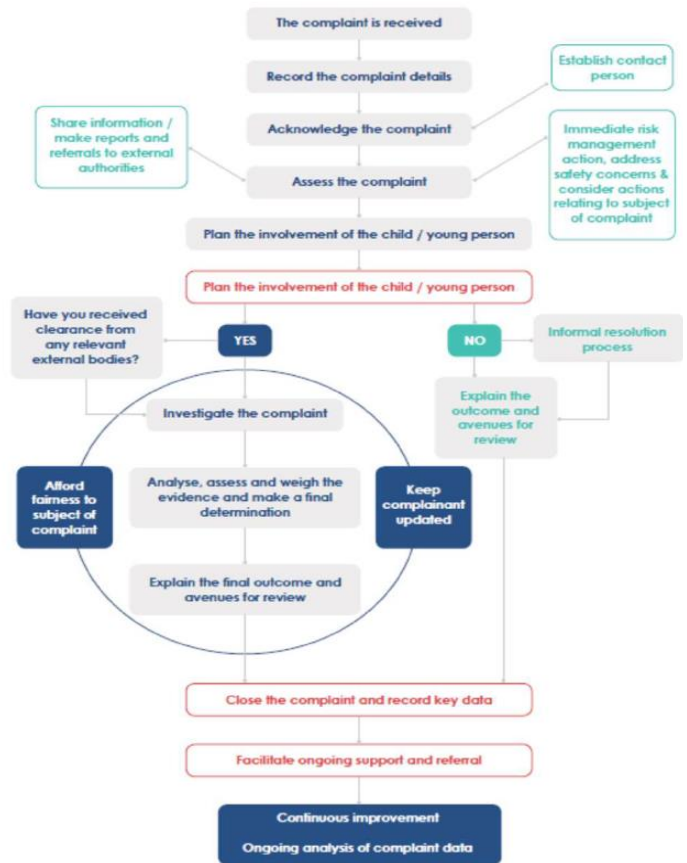 The complaint is received
Record the complaint details
Establish contact
person
Acknowledge the complaint
Share information /
make reports and
referrals to external
authorities
Immediate risk
management
action, address
safety concerns &
consider actions
relating to subject
of complaint
Assess the complaint
Plan the involvement of the child / young person
Plan the involvement of the child / young person
Have you received
clearance from
any relevant
external bodies?
YES
NO
Informal resolution
process
Investigate the complaint
Explain the
outcome and
avenues for
review
Afford
fairness to
subject of
complaint
Analyse, assess and weigh the
evidence and make a final
determination
Keep
complainant
updated
Explain the final outcome and
avenues for review
Close the complaint and record key data
Facilitate ongoing support and referral
Continuous improvement
Ongoing analysis of complaint data